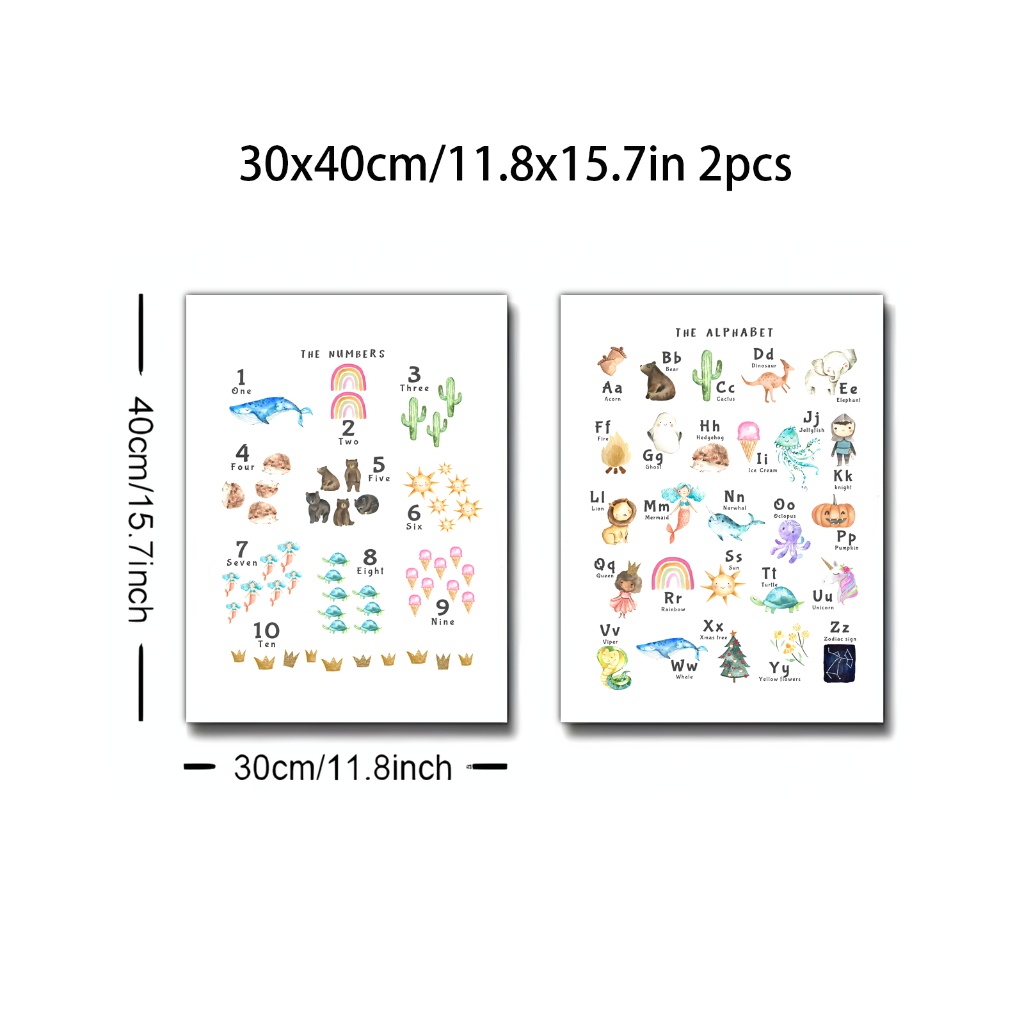 30x40cm/11.8x15.7in 2pcs
40cm/15.7inch
30cm/11.8inch
THE NUMBERS
1
One
2
Two
3
Three
4
Four
5
Five
6
Six
7
Seven
8
Eight
9
Nine
10
Ten
THE ALPHABET
Aa
Acorn
Bb
Bear
Cc
Cactus
Dd
Dinosaur
Ee
Elephant
Ff
Fire
Gg
Ghost
Hh
Hedgehog
Ii
Ice Cream
Jj
Jellyfish
Kk
Knight
Ll
Lion
Mm
Mermaid
Nn
Narwhal
Oo
Octopus
Pp
Pumpkin
Qq
Queen
Rr
Rainbow
Ss
Sun
Tt
Turtle
Uu
Unicorn
Vv
Viper
Ww
Whale
Xx
Xmas tree
Yy
Yellow flowers
Zz
Zodiac sign